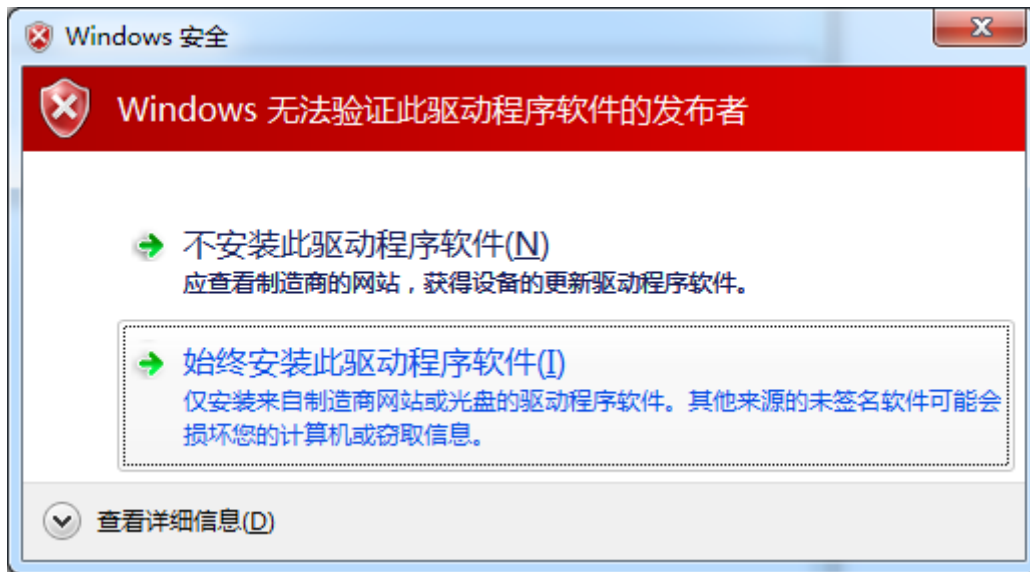 Windows 安全
Windows 无法验证此驱动程序软件的发布者
不安装此驱动程序软件(N)
应查看制造商的网站，获得设备的更新驱动程序软件。
始终安装此驱动程序软件(I)
仅安装来自制造商网站或光盘的驱动程序软件。其他来源的未签名软件可能会
损坏您的计算机或窃取信息。
查看详细信息(D)